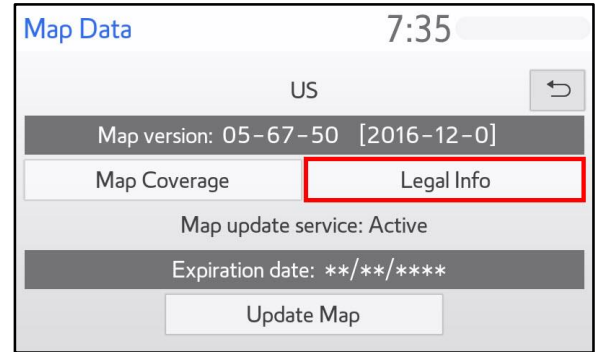 Map Data 7:35
US
Map version: 05-67-50 [2016-12-0]
Map Coverage Legal Info
Map update service: Active
Expiration date: **/**/****
Update Map